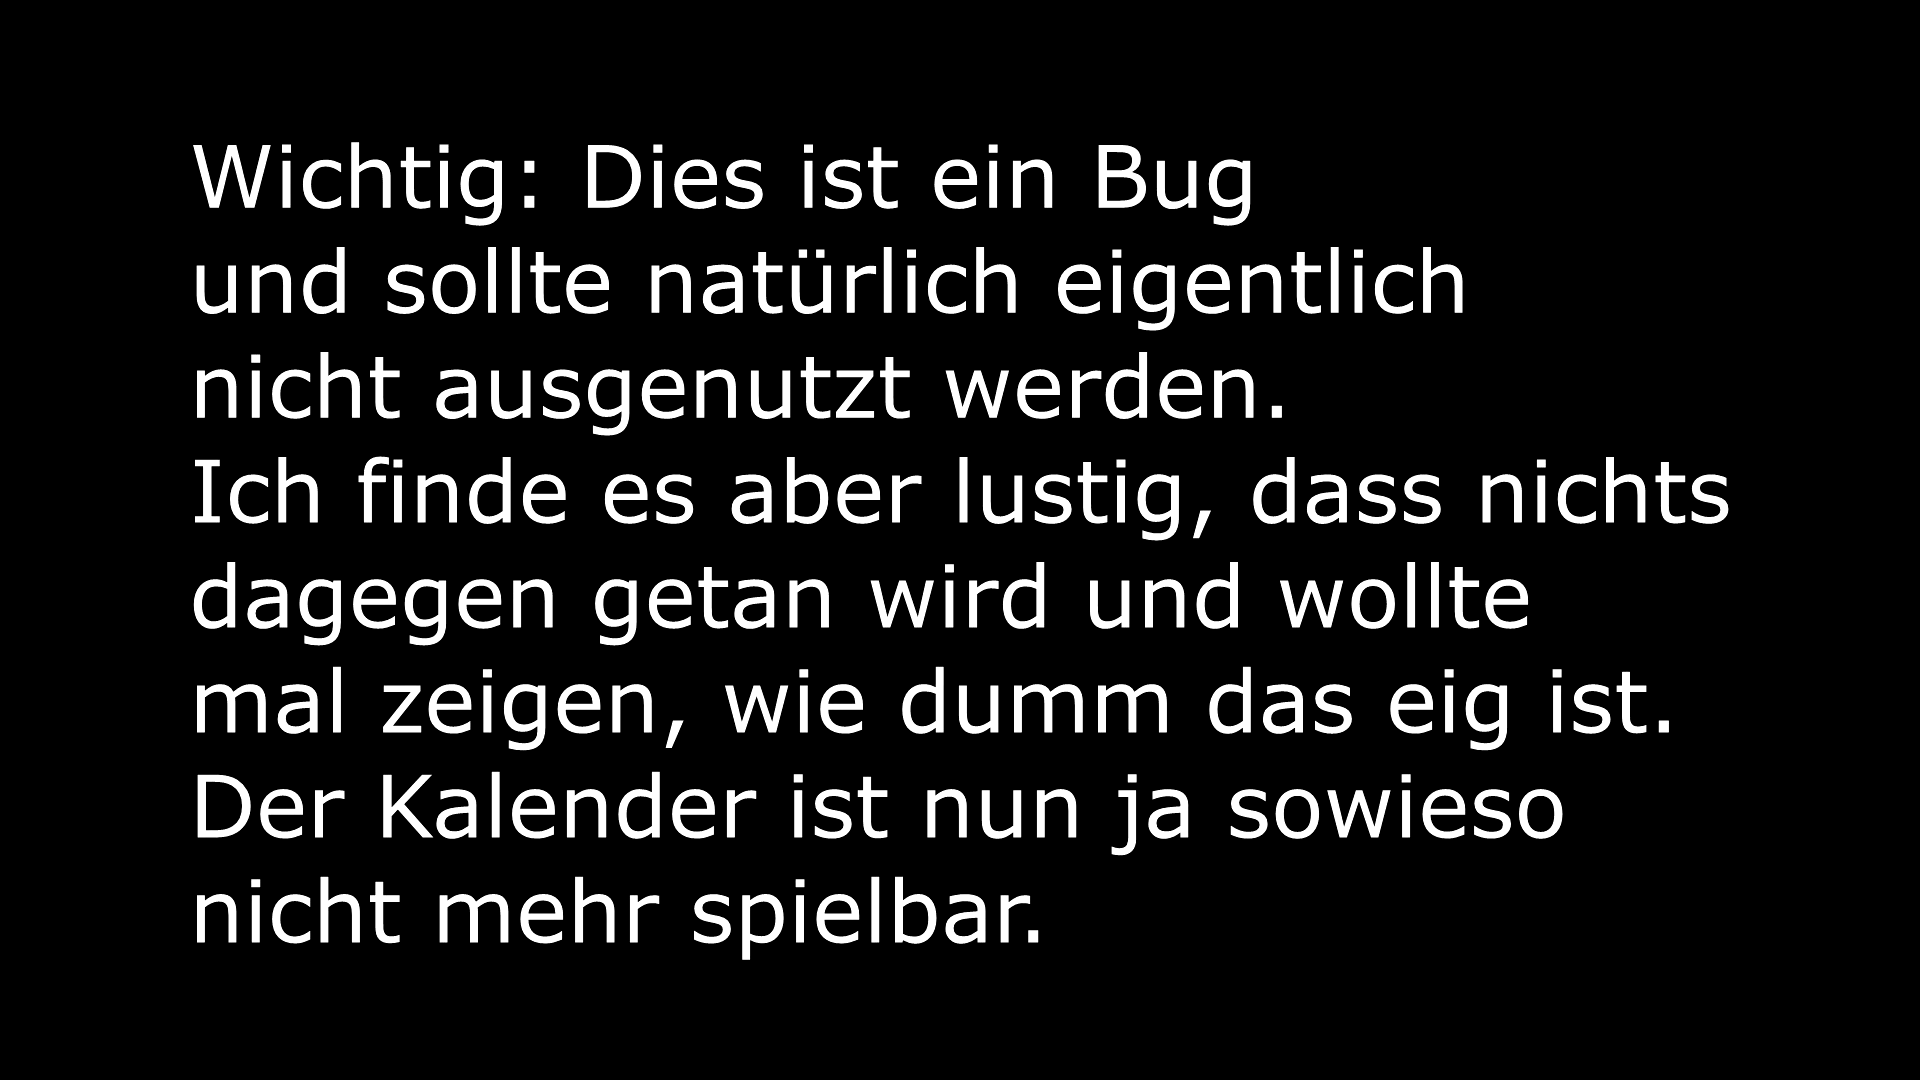 Wichtig: Dies ist ein Bug
und sollte natürlich eigentlich
nicht ausgenutzt werden.
Ich finde es aber lustig, dass nichts
dagegen getan wird und wollte
mal zeigen, wie dumm das eig ist.
Der Kalender ist nun ja sowieso
nicht mehr spielbar.